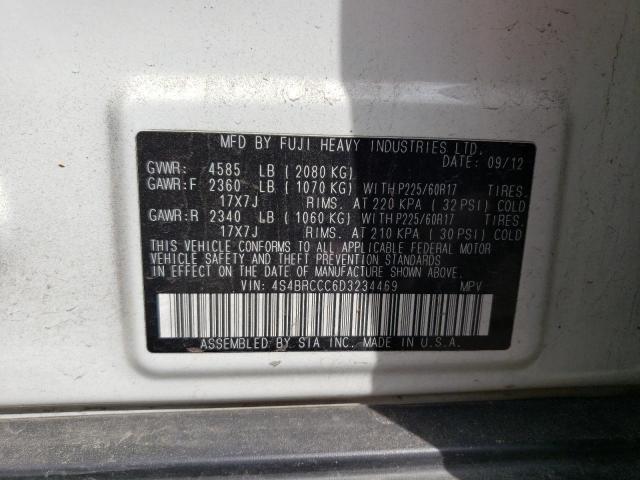 MFD BY FUJI HEAVY INDUSTRIES LTD.
DATE: 09/12
GVWR: 4585 LB ( 2080 KG)
GAWR:F 2360 LB ( 1070 KG) WITH P225/60R17 TIRES,
17X7J RIMS, AT 220 KPA ( 32 PSI) COLD
GAWR:R 2340 LB ( 1060 KG) WITH P225/60R17 TIRES,
17X7J RIMS, AT 210 KPA ( 30 PSI) COLD
THIS VEHICLE CONFORMS TO ALL APPLICABLE FEDERAL MOTOR
VEHICLE SAFETY AND THEFT PREVENTION STANDARDS
IN EFFECT ON THE DATE OF MANUFACTURE SHOWN ABOVE.
VIN: 4S4BRCCC6D3234469 MPV
ASSEMBLED BY SIA INC. MADE IN U.S.A.